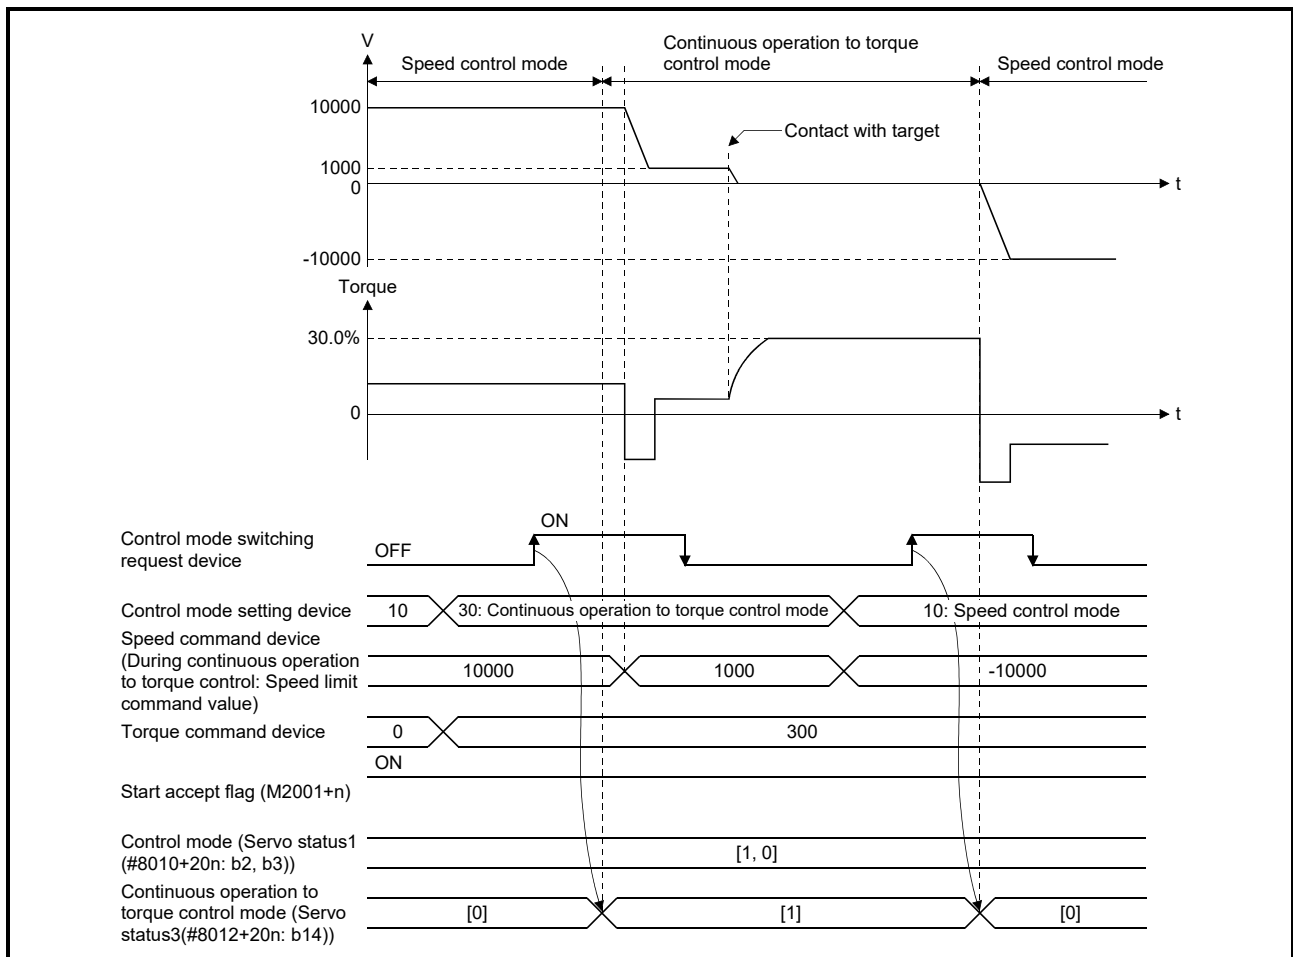 V
Speed control mode
Continuous operation to torque
control mode
Speed control mode
10000
Contact with target
1000
0
t
-10000
Torque
30.0%
0
t
Control mode switching
request device
OFF
ON
Control mode setting device
10
30: Continuous operation to torque control mode
10: Speed control mode
Speed command device
(During continuous operation
to torque control: Speed limit
command value)
10000
1000
-10000
Torque command device
0
300
ON
Start accept flag (M2001+n)
Control mode (Servo status1
(#8010+20n: b2, b3))
[1, 0]
Continuous operation to
torque control mode (Servo
status3(#8012+20n: b14))
[0]
[1]
[0]